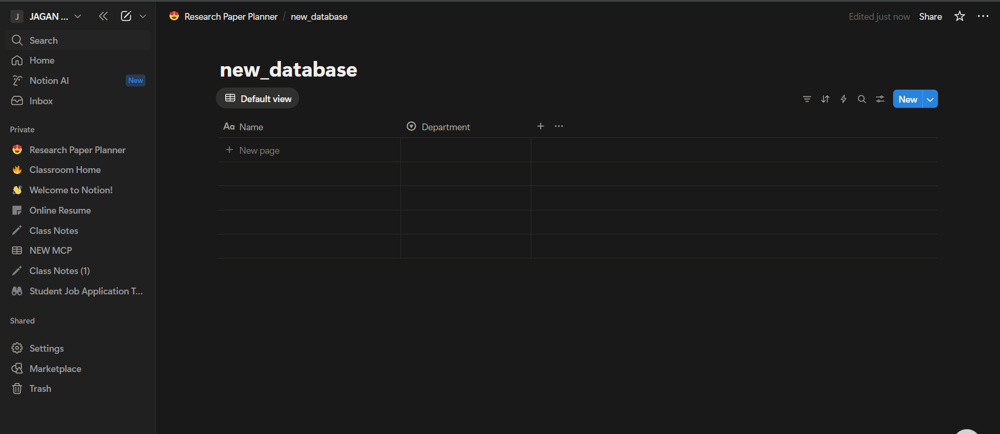 J JAGAN ...
Search
Home
Notion AI New
Inbox
Private
Research Paper Planner
Classroom Home
Welcome to Notion!
Online Resume
Class Notes
NEW MCP
Class Notes (1)
Student Job Application T...
Shared
Settings
Marketplace
Trash
Research Paper Planner / new_database
Edited just now Share
new_database
Default view
New
Aa Name Department
New page